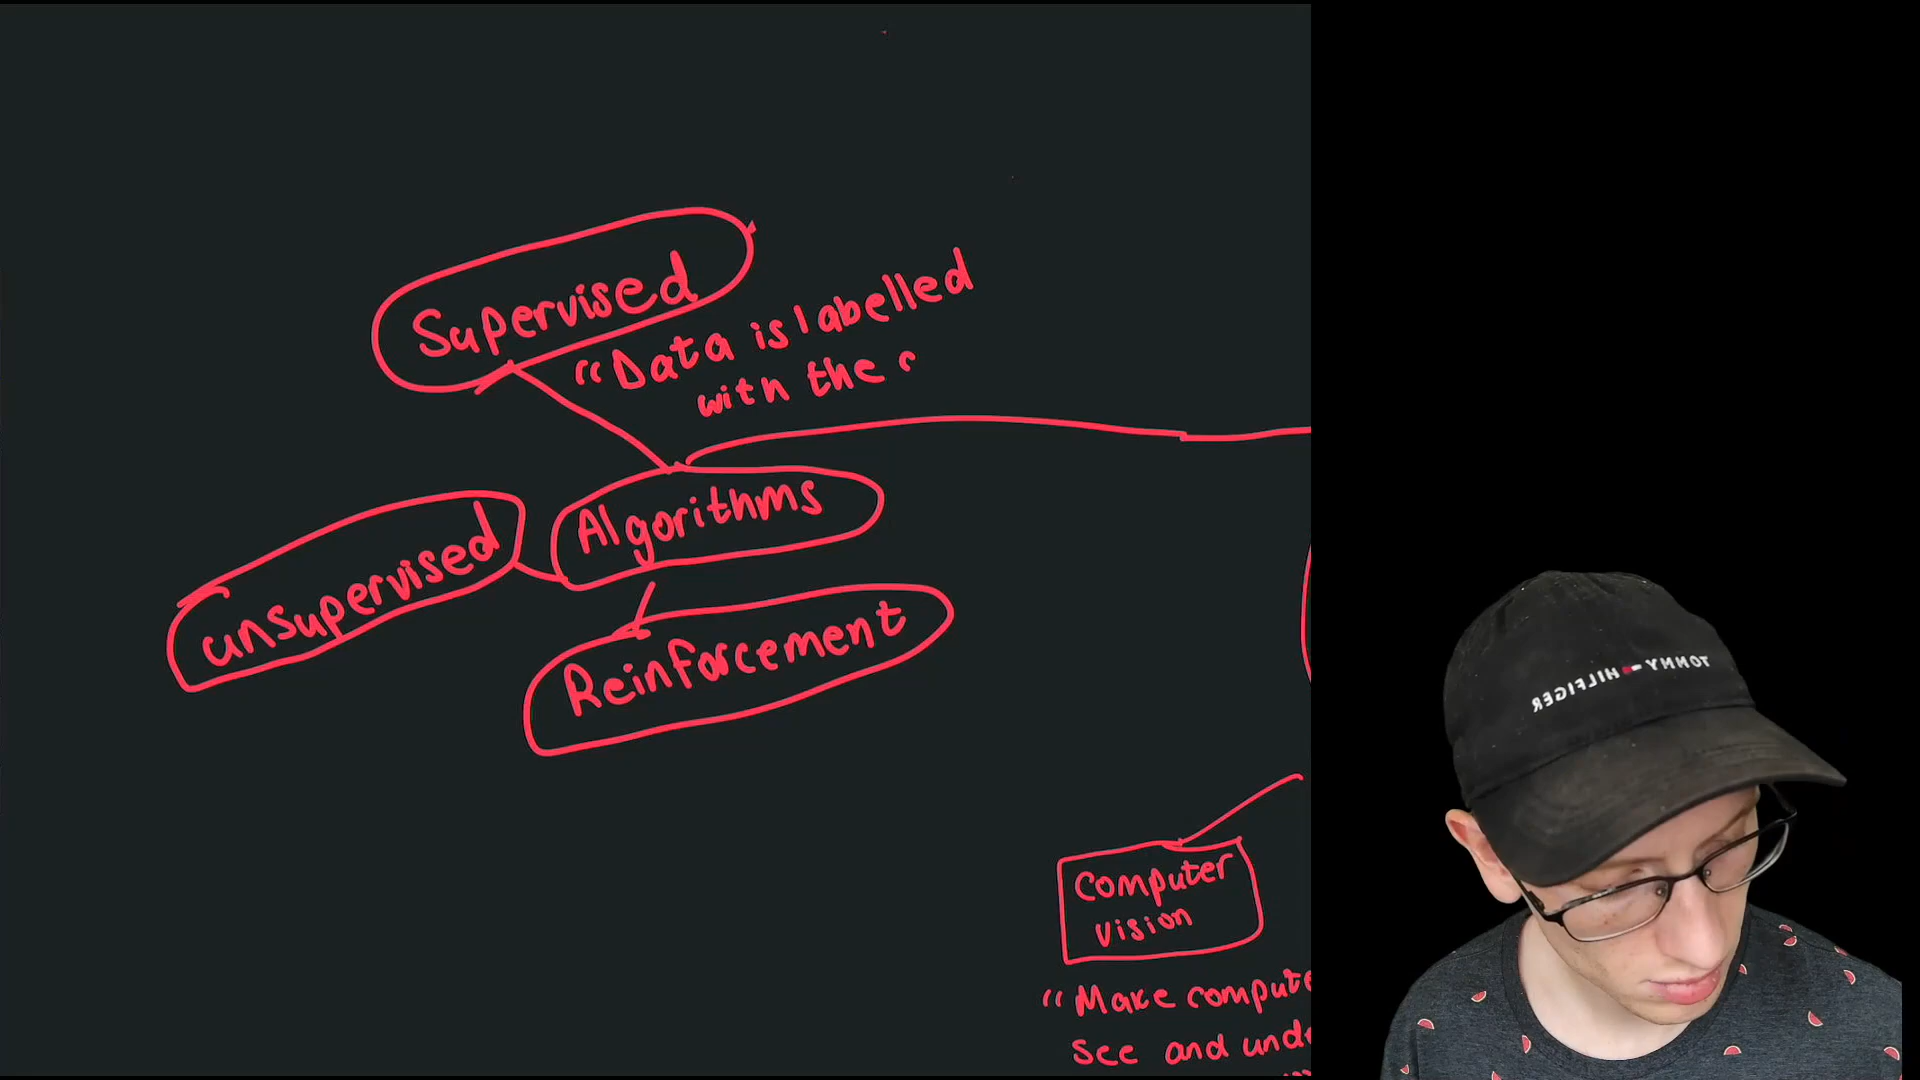 Supervised
"Data is labelled
with the c
Algorithms
unsupervised
Reinforcement
Computer
vision
"Make compute
see and unde
TOMMY HILFIGER